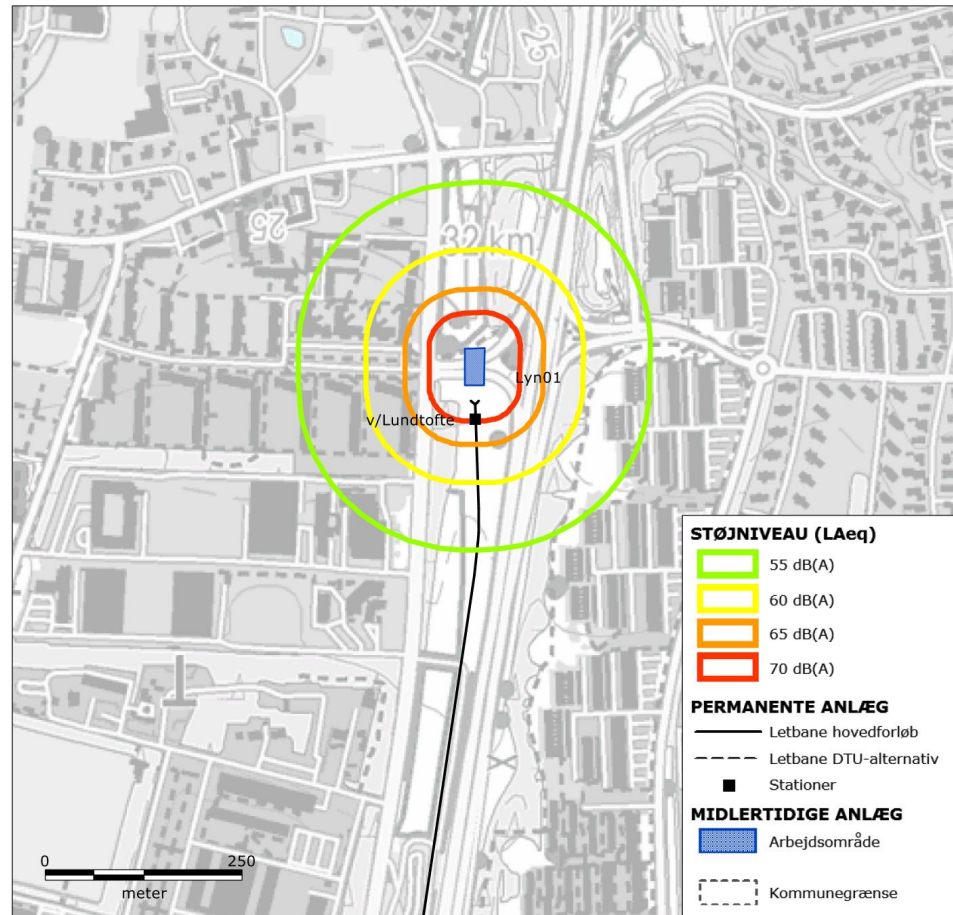 25
25
32 km
Lyn01
v/Lundtofte
STØJNIVEAU (LAeq)
55 dB(A)
60 dB(A)
65 dB(A)
70 dB(A)
PERMANENTE ANLÆG
Letbane hovedforløb
Letbane DTU-alternativ
Stationer
MIDLERTIDIGE ANLÆG
Arbejdsområde
Kommunegrænse
0 250
meter